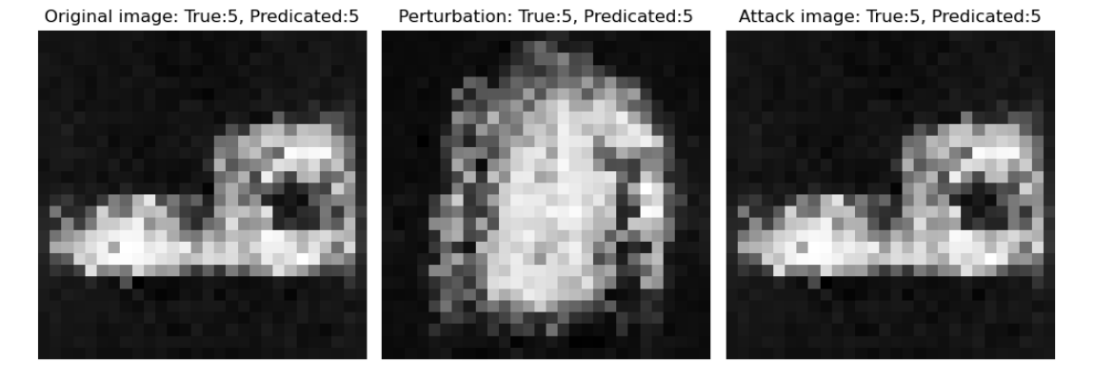 Original image: True:5, Predicated:5
Perturbation: True:5, Predicated:5
Attack image: True:5, Predicated:5